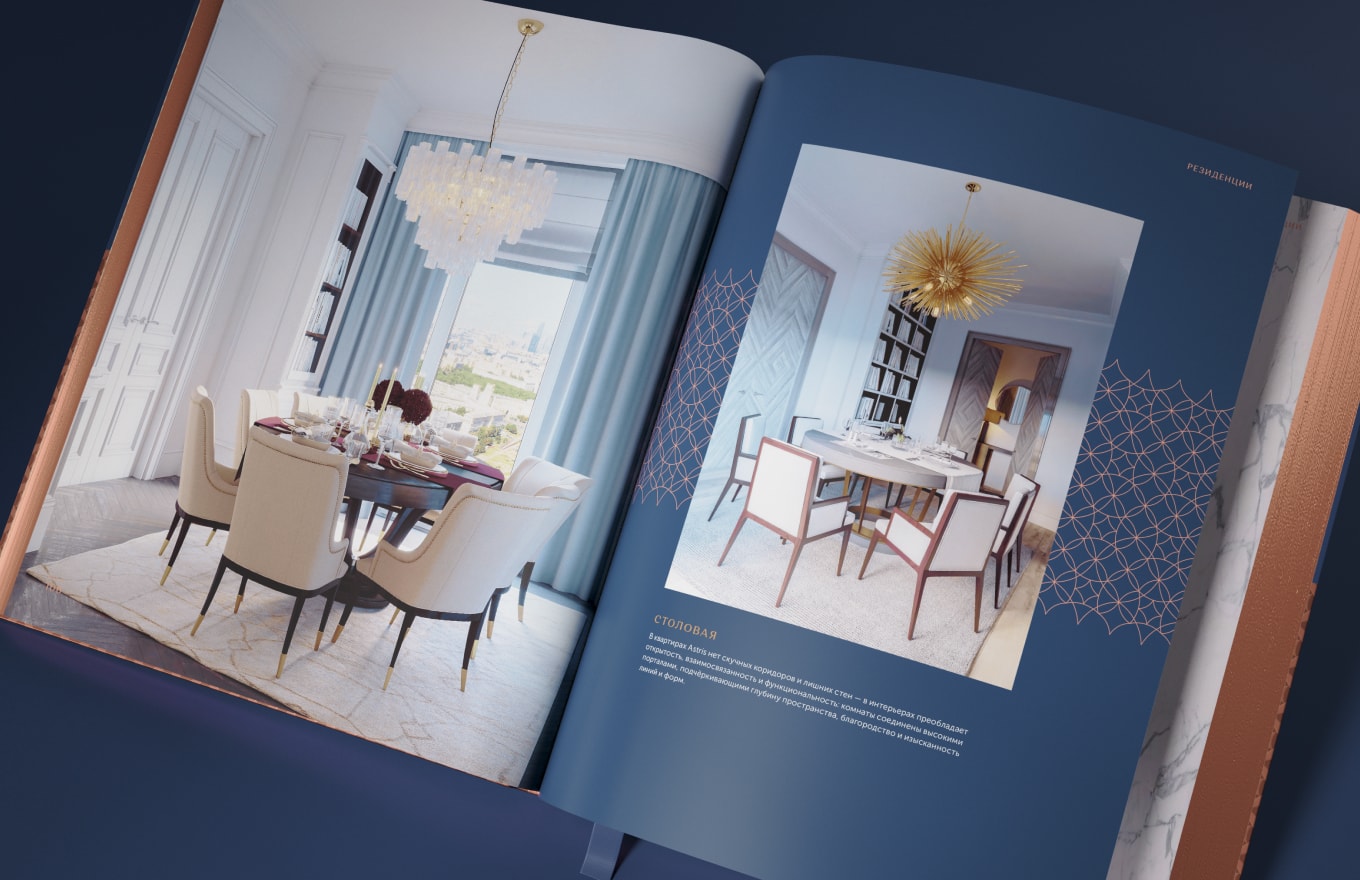 РЕЗИДЕНЦИИ
СТОЛОВАЯ
В квартирах Astris нет скучных коридоров и лишних стен — в интерьерах преобладает
открытость, взаимосвязанность и функциональность: комнаты соединены высокими
порталами, подчёркивающими глубину пространства, благородство и изысканность
линий и форм.